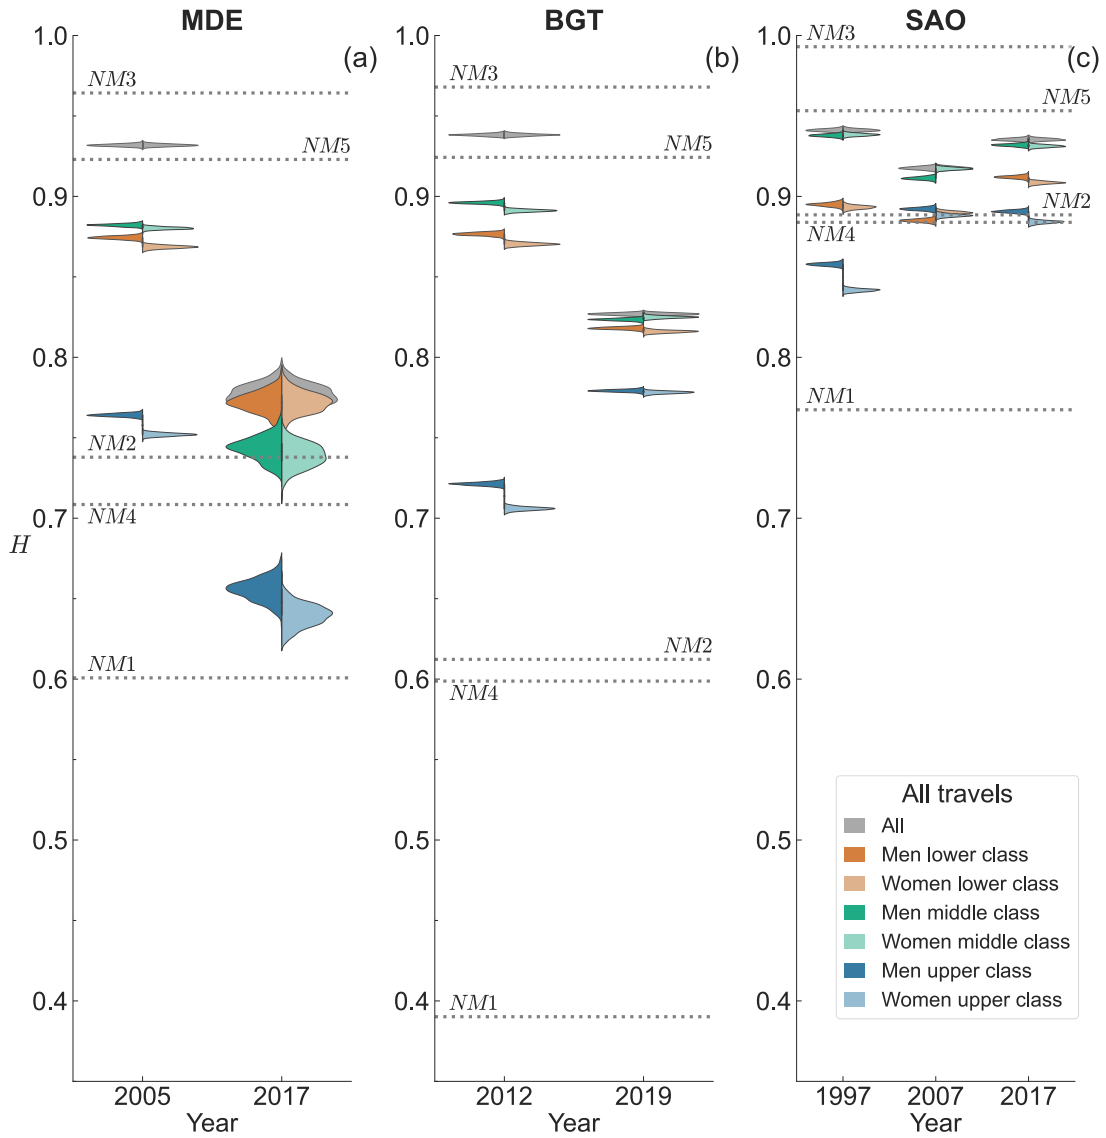 MDE
BGT
SAO
(a)
(b)
(c)
1.0
0.9
0.8
0.7
0.6
0.5
0.4
H
NM3
NM5
NM2
NM4
NM1
2005
2017
Year
1.0
0.9
0.8
0.7
0.6
0.5
0.4
NM3
NM5
NM2
NM4
NM1
2012
2019
Year
1.0
0.9
0.8
0.7
0.6
0.5
0.4
NM3
NM5
NM2
NM4
NM1
All travels
All
Men lower class
Women lower class
Men middle class
Women middle class
Men upper class
Women upper class
1997
2007
2017
Year